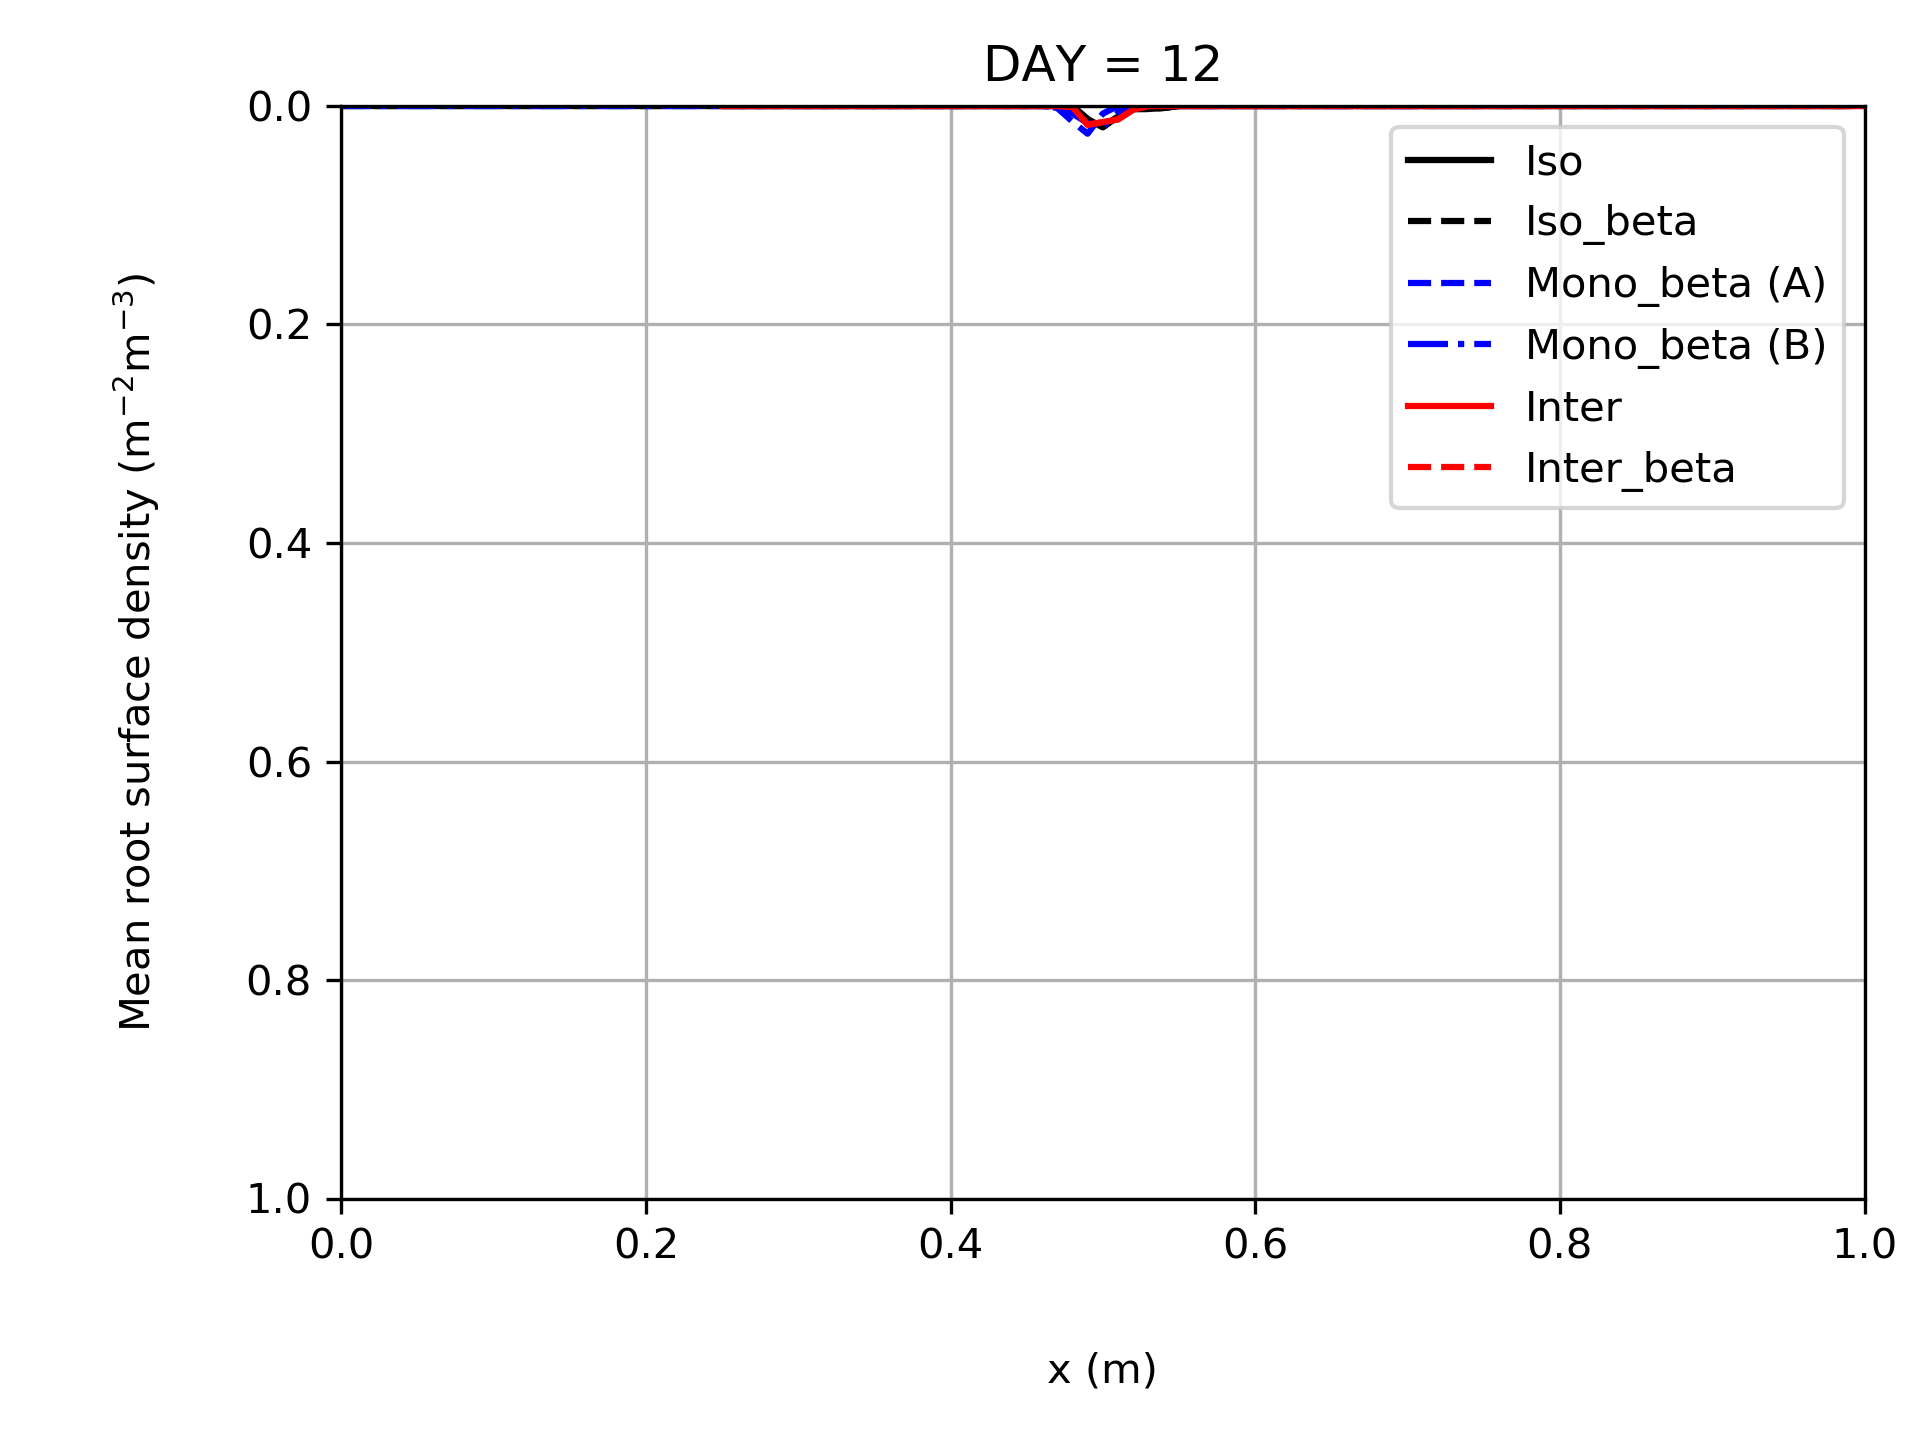 DAY = 12
0.0
0.2
0.4
0.6
0.8
1.0
Mean root surface density (m⁻²m⁻³)
Iso
Iso_beta
Mono_beta (A)
Mono_beta (B)
Inter
Inter_beta
0.0 0.2 0.4 0.6 0.8 1.0
x (m)